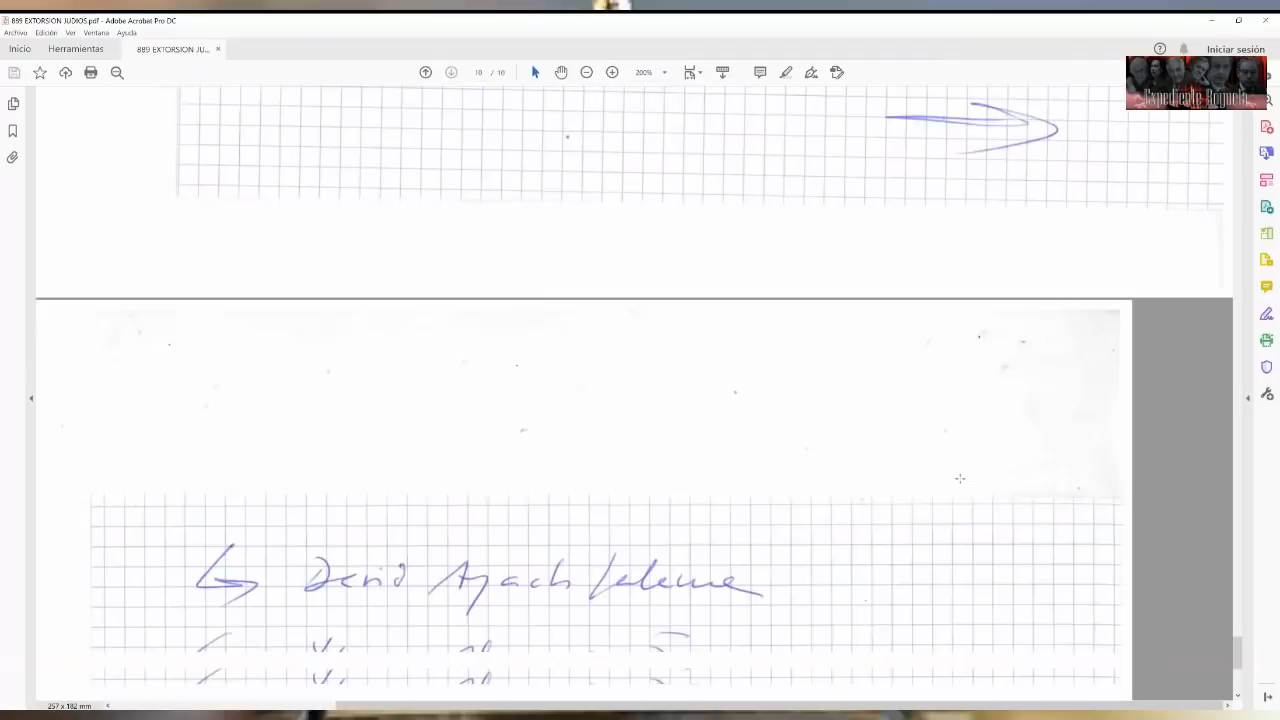 889 EXTORSION JUDIOS.pdf - Adobe Acrobat Pro DC
Archivo Edición Ver Ventana Ayuda
Inicio Herramientas 889 EXTORSION JU... × Iniciar sesión
10 / 10 200%
Expediente Royuela
David Ayach
257 x 182 mm